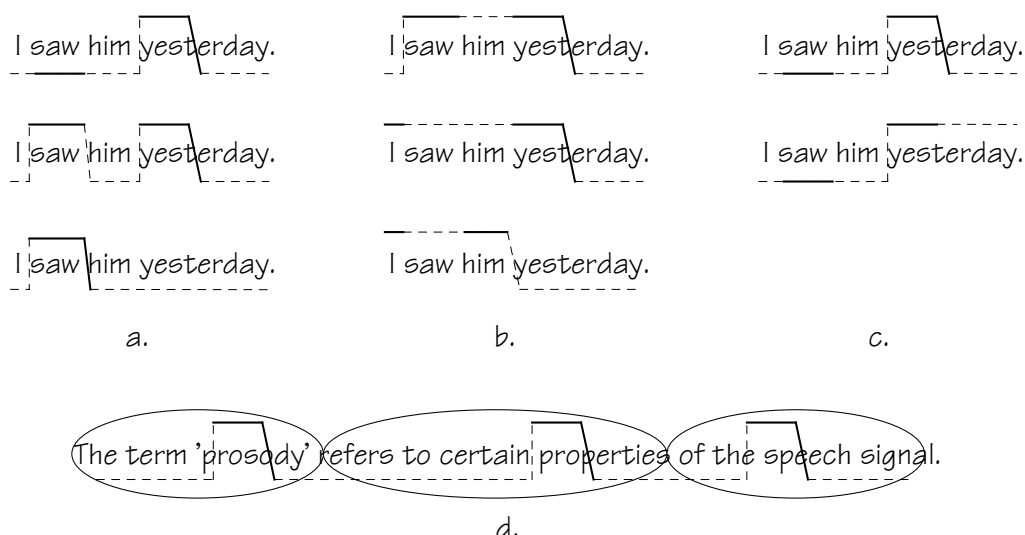 I saw him yesterday. I saw him yesterday. I saw him yesterday.
I saw him yesterday. I saw him yesterday. I saw him yesterday.
I saw him yesterday. I saw him yesterday.
a. b. c.
The term 'prosody' refers to certain properties of the speech signal.
d.